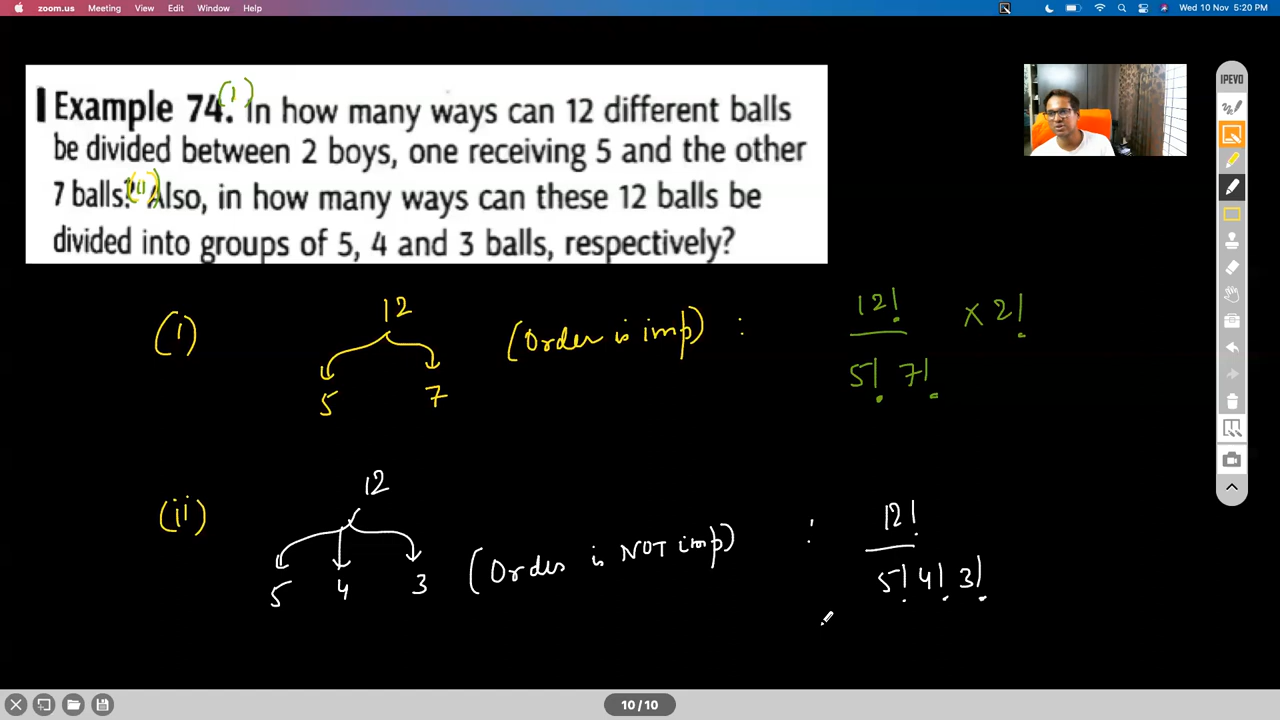 zoom.us Meeting View Edit Window Help Wed 10 Nov 5:20 PM
IPEVO
Example 74. (i) In how many ways can 12 different balls
be divided between 2 boys, one receiving 5 and the other
7 balls? (ii) Also, in how many ways can these 12 balls be
divided into groups of 5, 4 and 3 balls, respectively?
(i) 12 (Order is imp) : 12! × 2!
5 7 5! 7!
(ii) 12 (Order is NOT imp) : 12!
5 4 3 5! 4! 3!
10/10